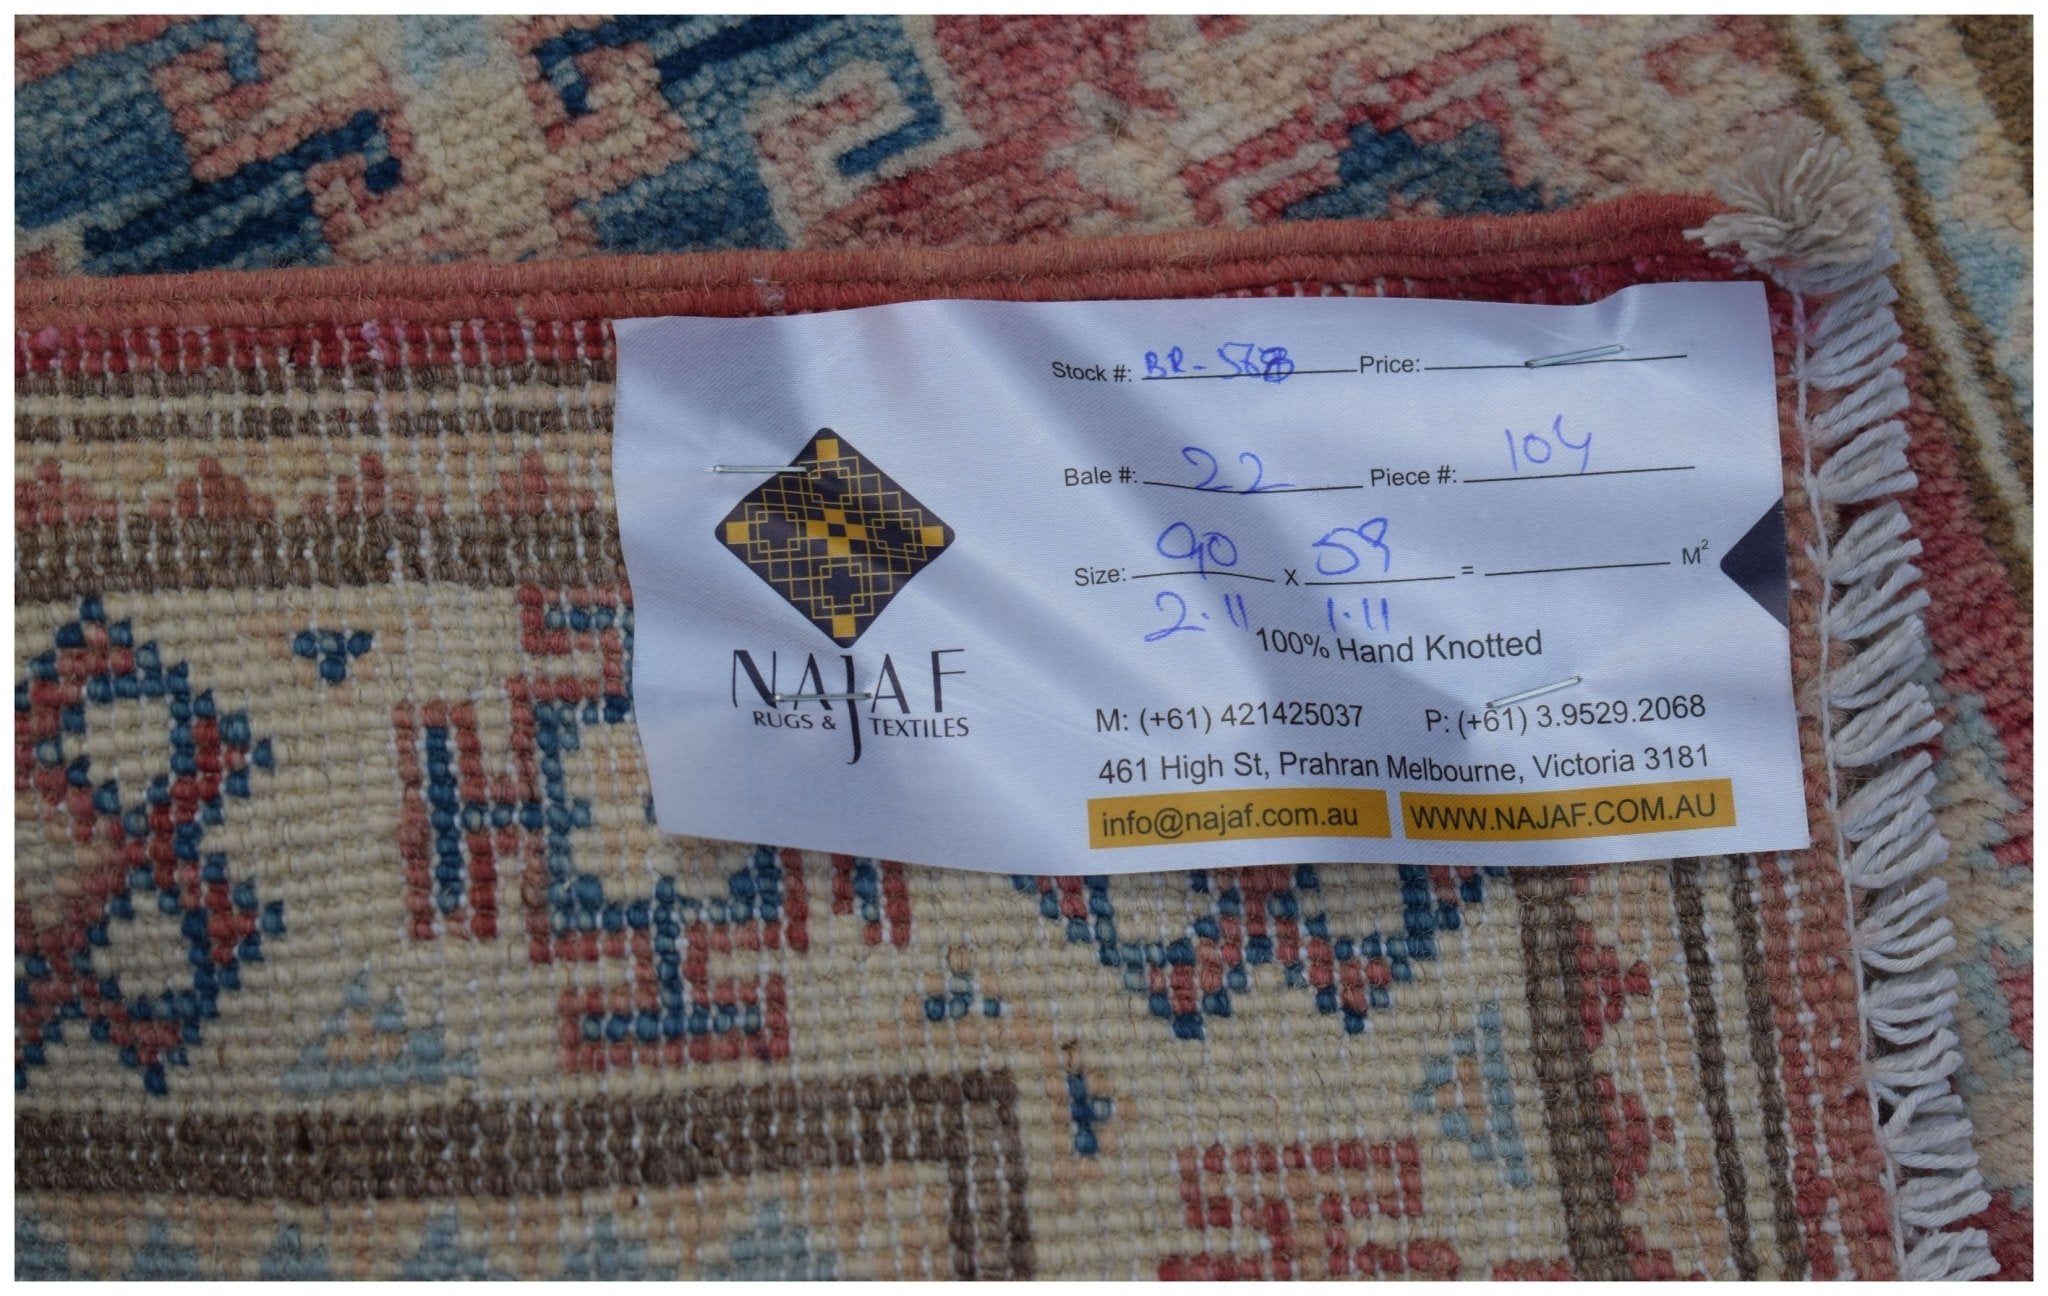 NAJAF
RUGS & TEXTILES
Stock #: BR- Price:
Bale #: 22 Piece #: 104
Size: 90 x 59 = M²
2.11 1.11
100% Hand Knotted
M: (+61) 421425037 P: (+61) 3.9529.2068
461 High St, Prahran Melbourne, Victoria 3181
info@najaf.com.au WWW.NAJAF.COM.AU